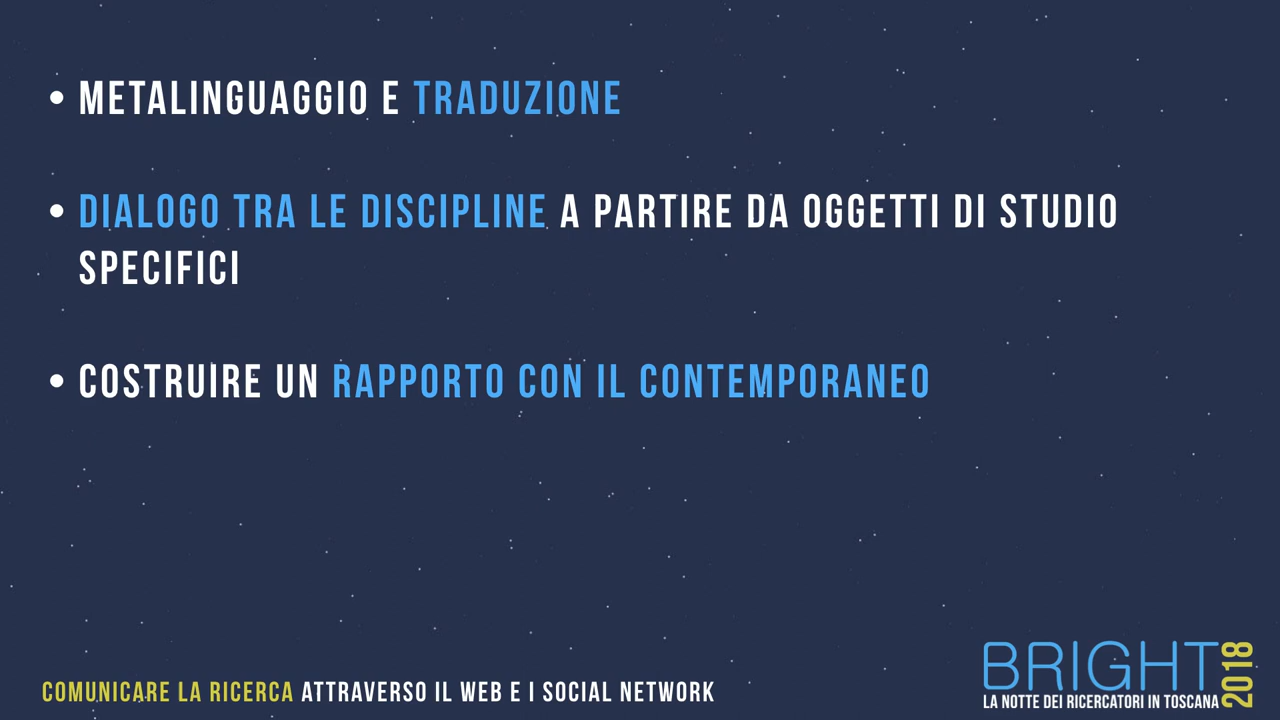 • METALINGUAGGIO E TRADUZIONE
• DIALOGO TRA LE DISCIPLINE A PARTIRE DA OGGETTI DI STUDIO
SPECIFICI
• COSTRUIRE UN RAPPORTO CON IL CONTEMPORANEO
COMUNICARE LA RICERCA ATTRAVERSO IL WEB E I SOCIAL NETWORK
BRIGHT
LA NOTTE DEI RICERCATORI IN TOSCANA
2018